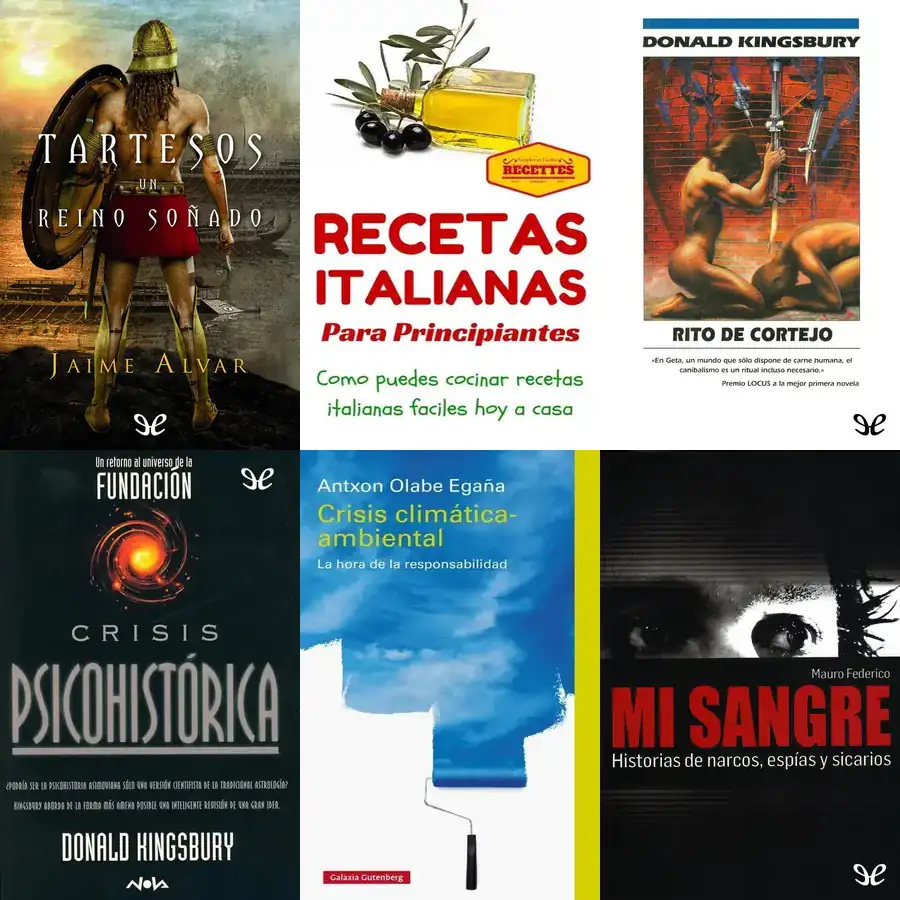 TARTESOS
UN
REINO SOÑADO
JAIME ALVAR
RECETTES
RECETAS
ITALIANAS
Para Principiantes
Como puedes cocinar recetas
italianas faciles hoy a casa
DONALD KINGSBURY
RITO DE CORTEJO
«En Geta, un mundo que sólo dispone de carne humana, el
canibalismo es un ritual incluso necesario.»
Premio LOCUS a la mejor primera novela
Un retorno al universo de la
FUNDACIÓN
CRISIS
PSICOHISTÓRICA
¿PODRÍA SER LA PSICOHISTORIA ASIMOVIANA SÓLO UNA VERSIÓN CIENTIFISTA DE LA TRADICIONAL ASTROLOGÍA?
KINGSBURY ABORDA DE LA FORMA MÁS AMENA POSIBLE UNA INTELIGENTE REVISIÓN DE UNA GRAN IDEA.
DONALD KINGSBURY
NOVA
Antxon Olabe Egaña
Crisis climática-
ambiental
La hora de la responsabilidad
Galaxia Gutenberg
Mauro Federico
MI SANGRE
Historias de narcos, espías y sicarios